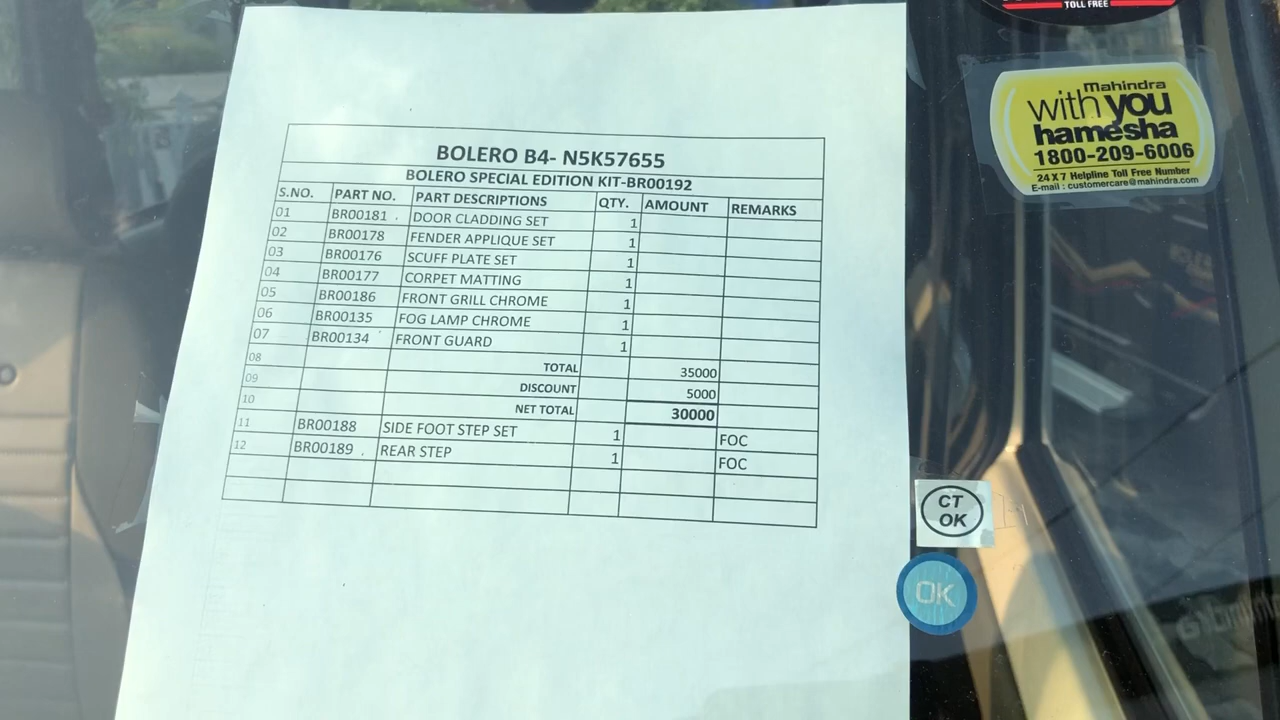 TOLL FREE
Mahindra
with you
hamesha
1800-209-6006
24 X 7 Helpline Toll Free Number
E-mail : customercare@mahindra.com
BOLERO B4- N5K57655
BOLERO SPECIAL EDITION KIT-BR00192
S.NO. PART NO. PART DESCRIPTIONS QTY. AMOUNT REMARKS
01 BR00181 DOOR CLADDING SET 1
02 BR00178 FENDER APPLIQUE SET 1
03 BR00176 SCUFF PLATE SET 1
04 BR00177 CORPET MATTING 1
05 BR00186 FRONT GRILL CHROME 1
06 BR00135 FOG LAMP CHROME 1
07 BR00134 FRONT GUARD 1
08 TOTAL 35000
09 DISCOUNT 5000
10 NET TOTAL 30000
11 BR00188 SIDE FOOT STEP SET 1 FOC
12 BR00189 REAR STEP 1 FOC
CT
OK
OK